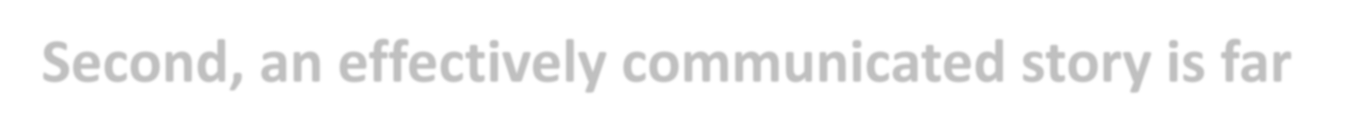 Second, an effectively communicated story is far